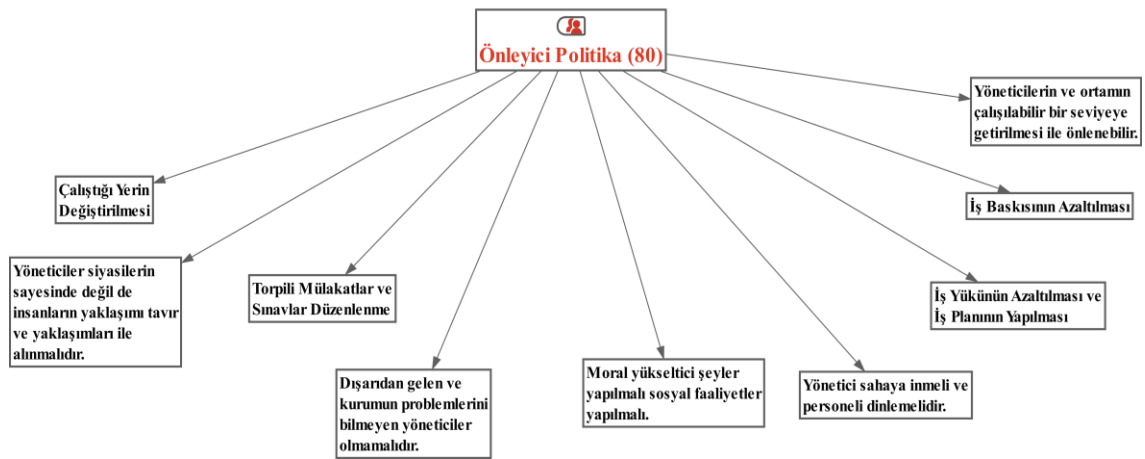 Önleyici Politika (80)
Yöneticilerin ve ortamın
çalışılabilir bir seviyeye
getirilmesi ile önlenebilir.
Çalıştığı Yerin
Değiştirilmesi
İş Baskısının Azaltılması
Yöneticiler siyasilerin
sayesinde değil de
insanların yaklaşımı tavır
ve yaklaşımları ile
alınmalıdır.
Torpili Mülakatlar ve
Sınavlar Düzenlenme
İş Yükünün Azaltılması ve
İş Planının Yapılması
Dışarıdan gelen ve
kurumun problemlerini
bilmeyen yöneticiler
olmamalıdır.
Moral yükseltici şeyler
yapılmalı sosyal faaliyetler
yapılmalı.
Yönetici sahaya inmeli ve
personeli dinlemelidir.